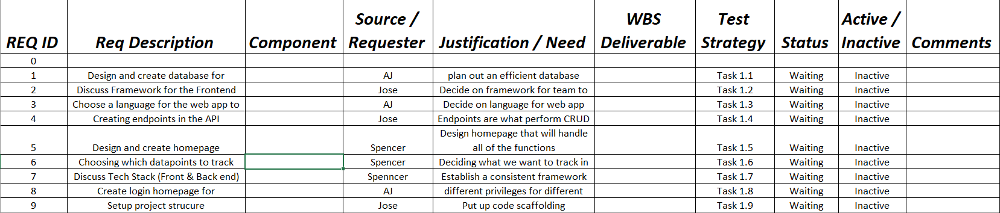 REQ ID Req Description Component Source / Requester Justification / Need WBS Deliverable Test Strategy Status Active / Inactive Comments
0
1 Design and create database for AJ plan out an efficient database Task 1.1 Waiting Inactive
2 Discuss Framework for the Frontend Jose Decide on framework for team to Task 1.2 Waiting Inactive
3 Choose a language for the web app to AJ Decide on language for web app Task 1.3 Waiting Inactive
4 Creating endpoints in the API Jose Endpoints are what perform CRUD Task 1.4 Waiting Inactive
5 Design and create homepage Spencer Design homepage that will handle all of the functions Task 1.5 Waiting Inactive
6 Choosing which datapoints to track Spencer Deciding what we want to track in Task 1.6 Waiting Inactive
7 Discuss Tech Stack (Front & Back end) Spenncer Establish a consistent framework Task 1.7 Waiting Inactive
8 Create login homepage for AJ different privileges for different Task 1.8 Waiting Inactive
9 Setup project strucure Jose Put up code scaffolding Task 1.9 Waiting Inactive